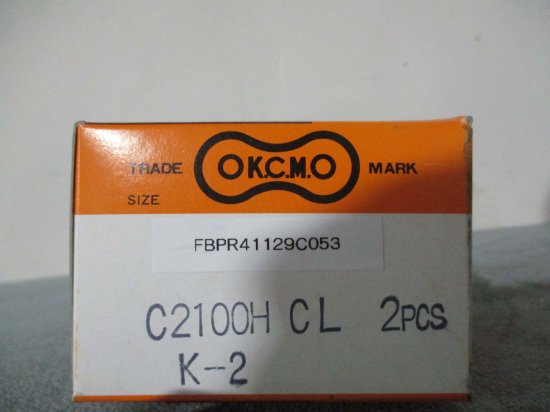 TRADE OK.C.M.O MARK
SIZE
FBPR41129C053
C2100H CL 2PCS
K-2